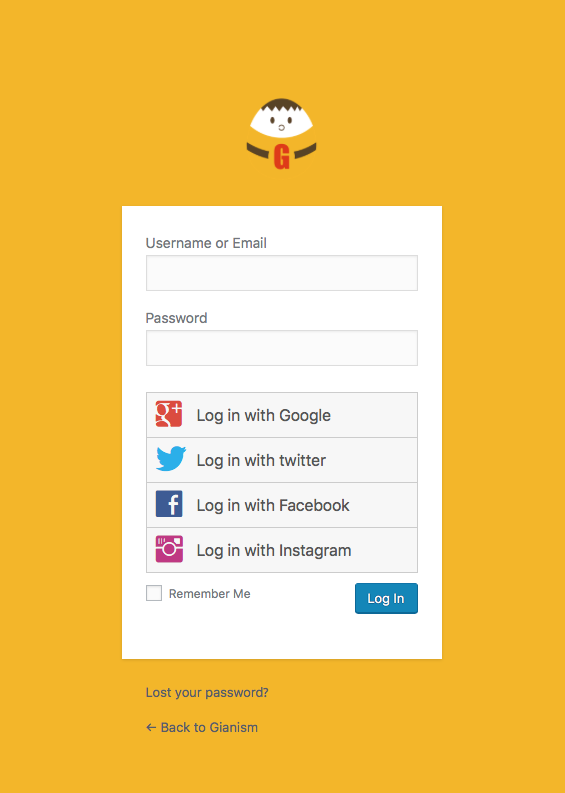 G
Username or Email
Password
g+ Log in with Google
Log in with twitter
f Log in with Facebook
Log in with Instagram
Remember Me
Log In
Lost your password?
← Back to Gianism